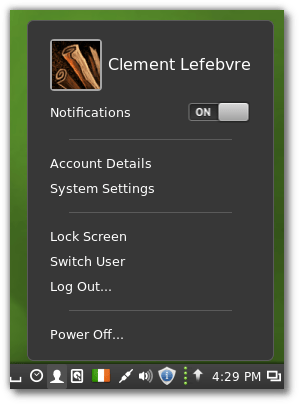 Clement Lefebvre
Notifications ON
Account Details
System Settings
Lock Screen
Switch User
Log Out...
Power Off...
4:29 PM